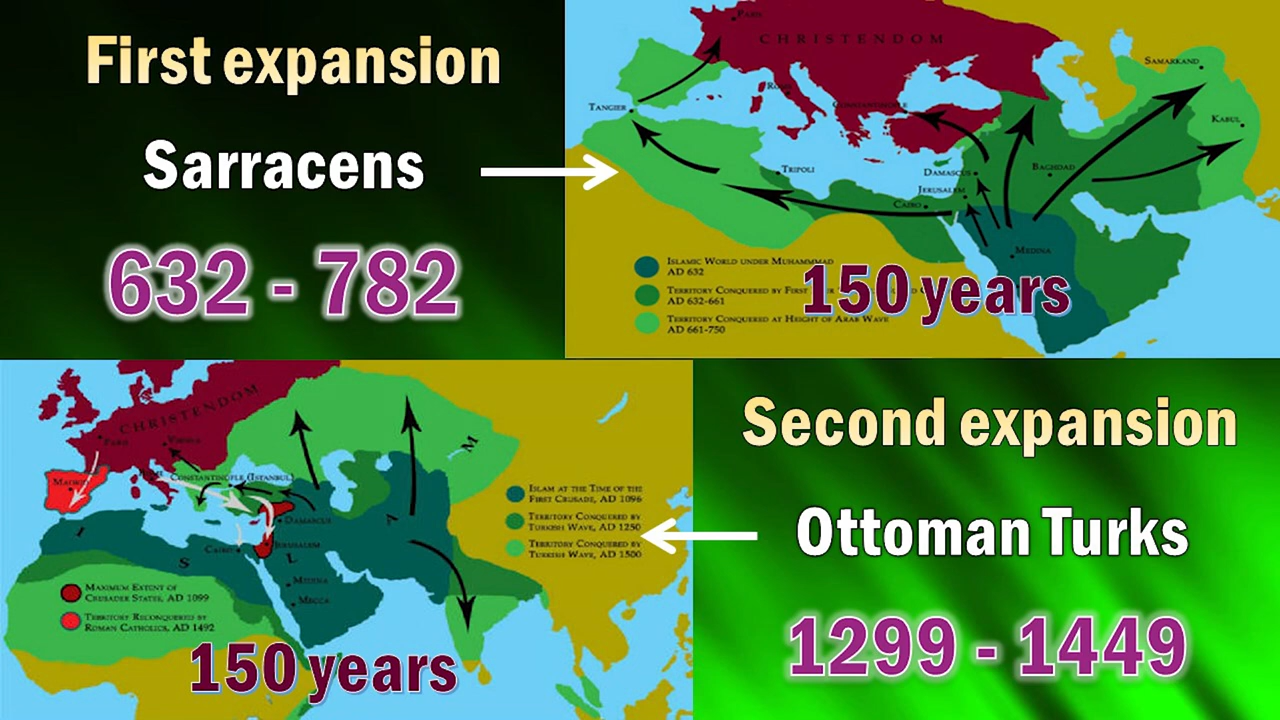 First expansion
Sarracens
632 - 782
PARIS
CHRISTENDOM
SAMARKAND
TANGIER
CONSTANTINOPLE
KABUL
TRIPOLI
BAGHDAD
DAMASCUS
JERUSALEM
CAIRO
MEDINA
ISLAMIC WORLD UNDER MUHAMMMAD
AD 632
TERRITORY CONQUERED BY FIRST
AD 632-661
TERRITORY CONQUERED AT HEIGHT OF ARAB WAVE
AD 661-750
150 years
CHRISTENDOM
PARIS
VIENNA
CONSTANTINOPLE (ISTANBUL)
DAMASCUS
CAIRO
JERUSALEM
MEDINA
MECCA
I S L A M
ISLAM AT THE TIME OF THE
FIRST CRUSADE, AD 1096
TERRITORY CONQUERED BY
TURKISH WAVE, AD 1250
TERRITORY CONQUERED BY
TURKISH WAVE, AD 1500
MAXIMUM EXTENT OF
CRUSADER STATES, AD 1099
TERRITORY RECONQUERED BY
ROMAN CATHOLICS, AD 1492
150 years
Second expansion
Ottoman Turks
1299 - 1449